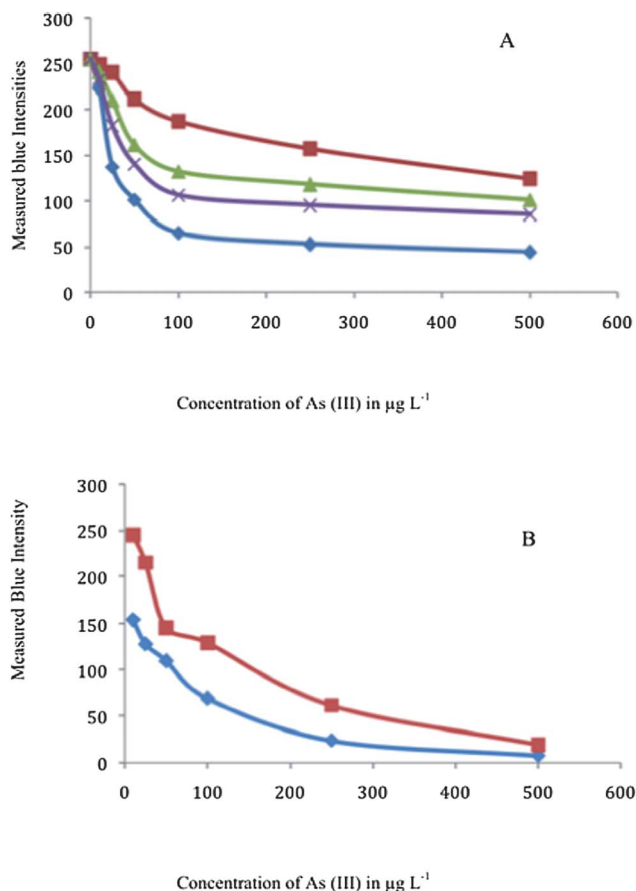 300
A
250
200
150
100
50
0
Measured blue Intensities
0 100 200 300 400 500 600
Concentration of As (III) in µg L-1
300
B
250
200
150
100
50
0
Measured Blue Intensity
0 100 200 300 400 500 600
Concentration of As (III) in µg L-1